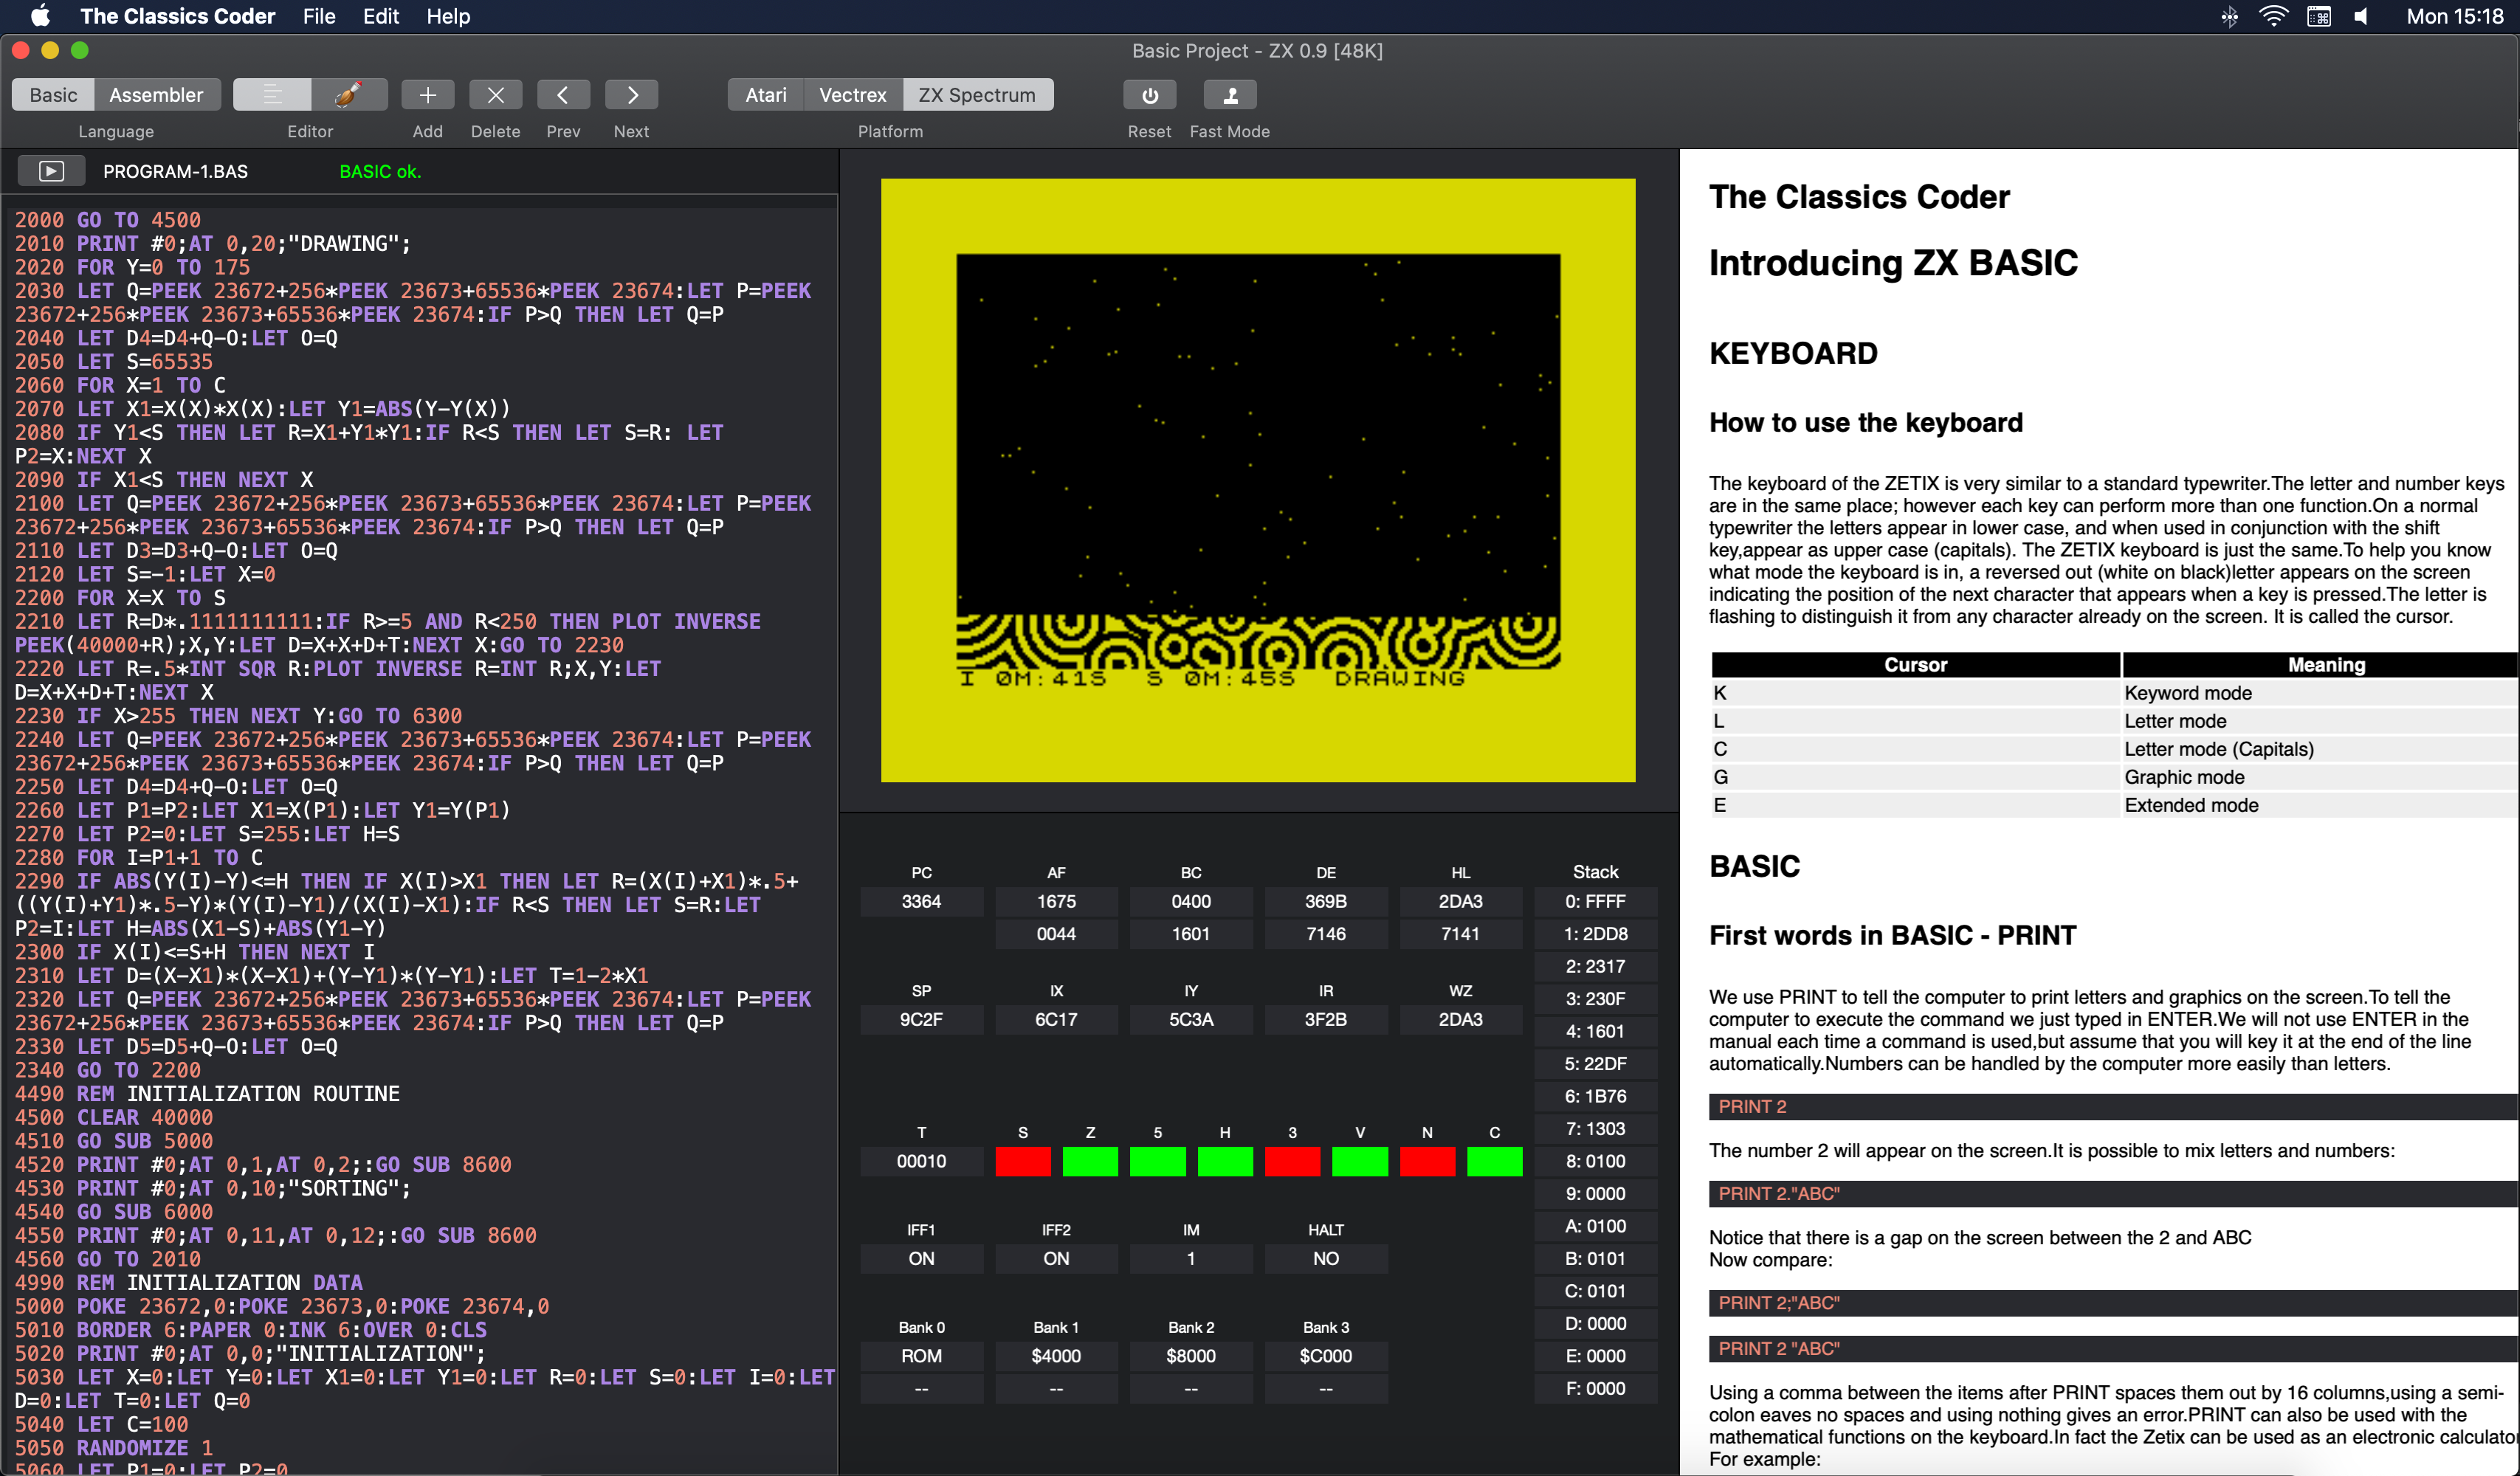 The Classics Coder File Edit Help
Mon 15:18
Basic Project - ZX 0.9 [48K]
Basic Assembler
Atari Vectrex ZX Spectrum
Language Editor Add Delete Prev Next Platform Reset Fast Mode
PROGRAM-1.BAS BASIC ok.
2000 GO TO 4500
2010 PRINT #0;AT 0,20;"DRAWING";
2020 FOR Y=0 TO 175
2030 LET Q=PEEK 23672+256*PEEK 23673+65536*PEEK 23674:LET P=PEEK
23672+256*PEEK 23673+65536*PEEK 23674:IF P>Q THEN LET Q=P
2040 LET D4=D4+Q-O:LET O=Q
2050 LET S=65535
2060 FOR X=1 TO C
2070 LET X1=X(X)*X(X):LET Y1=ABS(Y-Y(X))
2080 IF Y1<S THEN LET R=X1+Y1*Y1:IF R<S THEN LET S=R: LET
P2=X:NEXT X
2090 IF X1<S THEN NEXT X
2100 LET Q=PEEK 23672+256*PEEK 23673+65536*PEEK 23674:LET P=PEEK
23672+256*PEEK 23673+65536*PEEK 23674:IF P>Q THEN LET Q=P
2110 LET D3=D3+Q-O:LET O=Q
2120 LET S=-1:LET X=0
2200 FOR X=X TO S
2210 LET R=D*.1111111111:IF R>=5 AND R<250 THEN PLOT INVERSE
PEEK(40000+R);X,Y:LET D=X+X+D+T:NEXT X:GO TO 2230
2220 LET R=.5*INT SQR R:PLOT INVERSE R=INT R;X,Y:LET
D=X+X+D+T:NEXT X
2230 IF X>255 THEN NEXT Y:GO TO 6300
2240 LET Q=PEEK 23672+256*PEEK 23673+65536*PEEK 23674:LET P=PEEK
23672+256*PEEK 23673+65536*PEEK 23674:IF P>Q THEN LET Q=P
2250 LET D4=D4+Q-O:LET O=Q
2260 LET P1=P2:LET X1=X(P1):LET Y1=Y(P1)
2270 LET P2=0:LET S=255:LET H=S
2280 FOR I=P1+1 TO C
2290 IF ABS(Y(I)-Y)<=H THEN IF X(I)>X1 THEN LET R=(X(I)+X1)*.5+
((Y(I)+Y1)*.5-Y)*(Y(I)-Y1)/(X(I)-X1):IF R<S THEN LET S=R:LET
P2=I:LET H=ABS(X1-S)+ABS(Y1-Y)
2300 IF X(I)<=S+H THEN NEXT I
2310 LET D=(X-X1)*(X-X1)+(Y-Y1)*(Y-Y1):LET T=1-2*X1
2320 LET Q=PEEK 23672+256*PEEK 23673+65536*PEEK 23674:LET P=PEEK
23672+256*PEEK 23673+65536*PEEK 23674:IF P>Q THEN LET Q=P
2330 LET D5=D5+Q-O:LET O=Q
2340 GO TO 2200
4490 REM INITIALIZATION ROUTINE
4500 CLEAR 40000
4510 GO SUB 5000
4520 PRINT #0;AT 0,1,AT 0,2;:GO SUB 8600
4530 PRINT #0;AT 0,10;"SORTING";
4540 GO SUB 6000
4550 PRINT #0;AT 0,11,AT 0,12;:GO SUB 8600
4560 GO TO 2010
4990 REM INITIALIZATION DATA
5000 POKE 23672,0:POKE 23673,0:POKE 23674,0
5010 BORDER 6:PAPER 0:INK 6:OVER 0:CLS
5020 PRINT #0;AT 0,0;"INITIALIZATION";
5030 LET X=0:LET Y=0:LET X1=0:LET Y1=0:LET R=0:LET S=0:LET I=0:LET
D=0:LET T=0:LET Q=0
5040 LET C=100
5050 RANDOMIZE 1
5060 LET P1=0:LET P2=0
I 0M:41S S 0M:45S DRAWING
PC AF BC DE HL Stack
3364 1675 0400 369B 2DA3 0: FFFF
0044 1601 7146 7141 1: 2DD8
2: 2317
SP IX IY IR WZ
9C2F 6C17 5C3A 3F2B 2DA3 3: 230F
4: 1601
5: 22DF
6: 1B76
T S Z 5 H 3 V N C 7: 1303
00010 8: 0100
9: 0000
IFF1 IFF2 IM HALT A: 0100
ON ON 1 NO B: 0101
C: 0101
Bank 0 Bank 1 Bank 2 Bank 3 D: 0000
ROM $4000 $8000 $C000 E: 0000
-- -- -- -- F: 0000
The Classics Coder
Introducing ZX BASIC
KEYBOARD
How to use the keyboard
The keyboard of the ZETIX is very similar to a standard typewriter.The letter and number keys
are in the same place; however each key can perform more than one function.On a normal
typewriter the letters appear in lower case, and when used in conjunction with the shift
key,appear as upper case (capitals). The ZETIX keyboard is just the same.To help you know
what mode the keyboard is in, a reversed out (white on black)letter appears on the screen
indicating the position of the next character that appears when a key is pressed.The letter is
flashing to distinguish it from any character already on the screen. It is called the cursor.
Cursor Meaning
K Keyword mode
L Letter mode
C Letter mode (Capitals)
G Graphic mode
E Extended mode
BASIC
First words in BASIC - PRINT
We use PRINT to tell the computer to print letters and graphics on the screen.To tell the
computer to execute the command we just typed in ENTER.We will not use ENTER in the
manual each time a command is used,but assume that you will key it at the end of the line
automatically.Numbers can be handled by the computer more easily than letters.
PRINT 2
The number 2 will appear on the screen.It is possible to mix letters and numbers:
PRINT 2."ABC"
Notice that there is a gap on the screen between the 2 and ABC
Now compare:
PRINT 2;"ABC"
PRINT 2 "ABC"
Using a comma between the items after PRINT spaces them out by 16 columns,using a semi-
colon eaves no spaces and using nothing gives an error.PRINT can also be used with the
mathematical functions on the keyboard.In fact the Zetix can be used as an electronic calculato
For example: